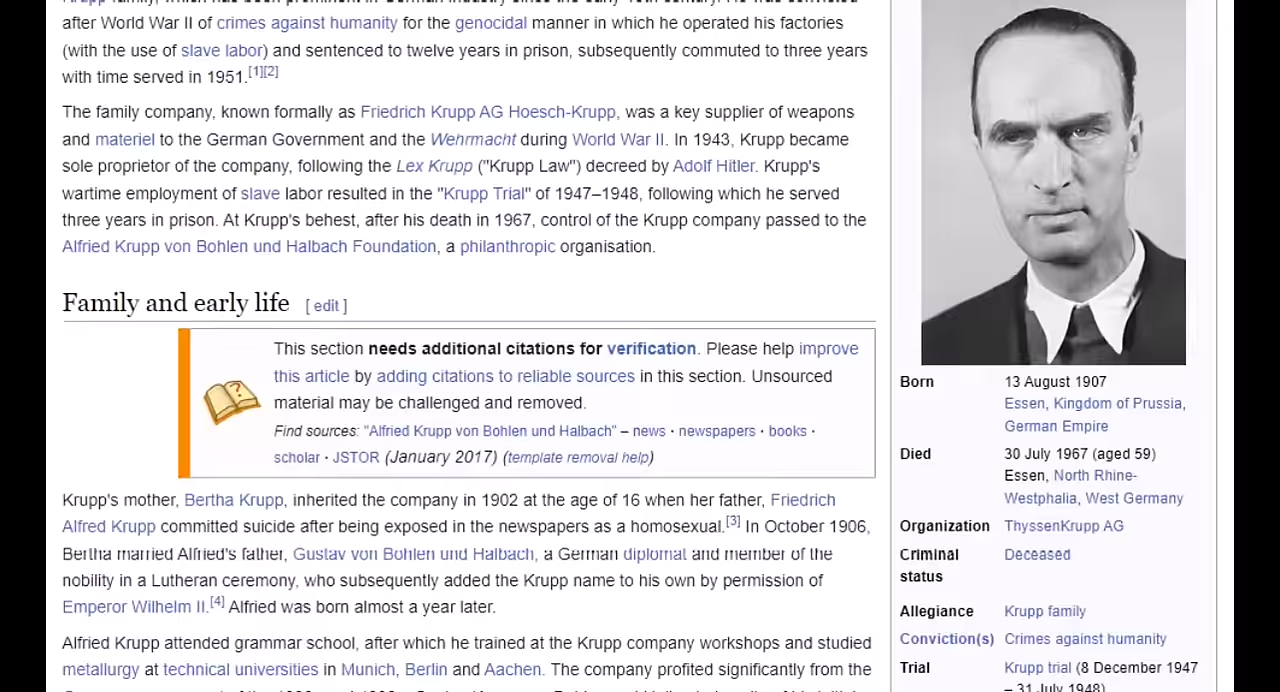 after World War II of crimes against humanity for the genocidal manner in which he operated his factories
(with the use of slave labor) and sentenced to twelve years in prison, subsequently commuted to three years
with time served in 1951.[1][2]
The family company, known formally as Friedrich Krupp AG Hoesch-Krupp, was a key supplier of weapons
and materiel to the German Government and the Wehrmacht during World War II. In 1943, Krupp became
sole proprietor of the company, following the Lex Krupp ("Krupp Law") decreed by Adolf Hitler. Krupp's
wartime employment of slave labor resulted in the "Krupp Trial" of 1947–1948, following which he served
three years in prison. At Krupp's behest, after his death in 1967, control of the Krupp company passed to the
Alfried Krupp von Bohlen und Halbach Foundation, a philanthropic organisation.
Family and early life [ edit ]
This section needs additional citations for verification. Please help improve
this article by adding citations to reliable sources in this section. Unsourced
material may be challenged and removed.
Find sources: "Alfried Krupp von Bohlen und Halbach" – news · newspapers · books ·
scholar · JSTOR (January 2017) (template removal help)
Krupp's mother, Bertha Krupp, inherited the company in 1902 at the age of 16 when her father, Friedrich
Alfred Krupp committed suicide after being exposed in the newspapers as a homosexual.[3] In October 1906,
Bertha married Alfried's father, Gustav von Bohlen und Halbach, a German diplomat and member of the
nobility in a Lutheran ceremony, who subsequently added the Krupp name to his own by permission of
Emperor Wilhelm II.[4] Alfried was born almost a year later.
Alfried Krupp attended grammar school, after which he trained at the Krupp company workshops and studied
metallurgy at technical universities in Munich, Berlin and Aachen. The company profited significantly from the
Born 13 August 1907
Essen, Kingdom of Prussia,
German Empire
Died 30 July 1967 (aged 59)
Essen, North Rhine-
Westphalia, West Germany
Organization ThyssenKrupp AG
Criminal Deceased
status
Allegiance Krupp family
Conviction(s) Crimes against humanity
Trial Krupp trial (8 December 1947
– 31 July 1948)